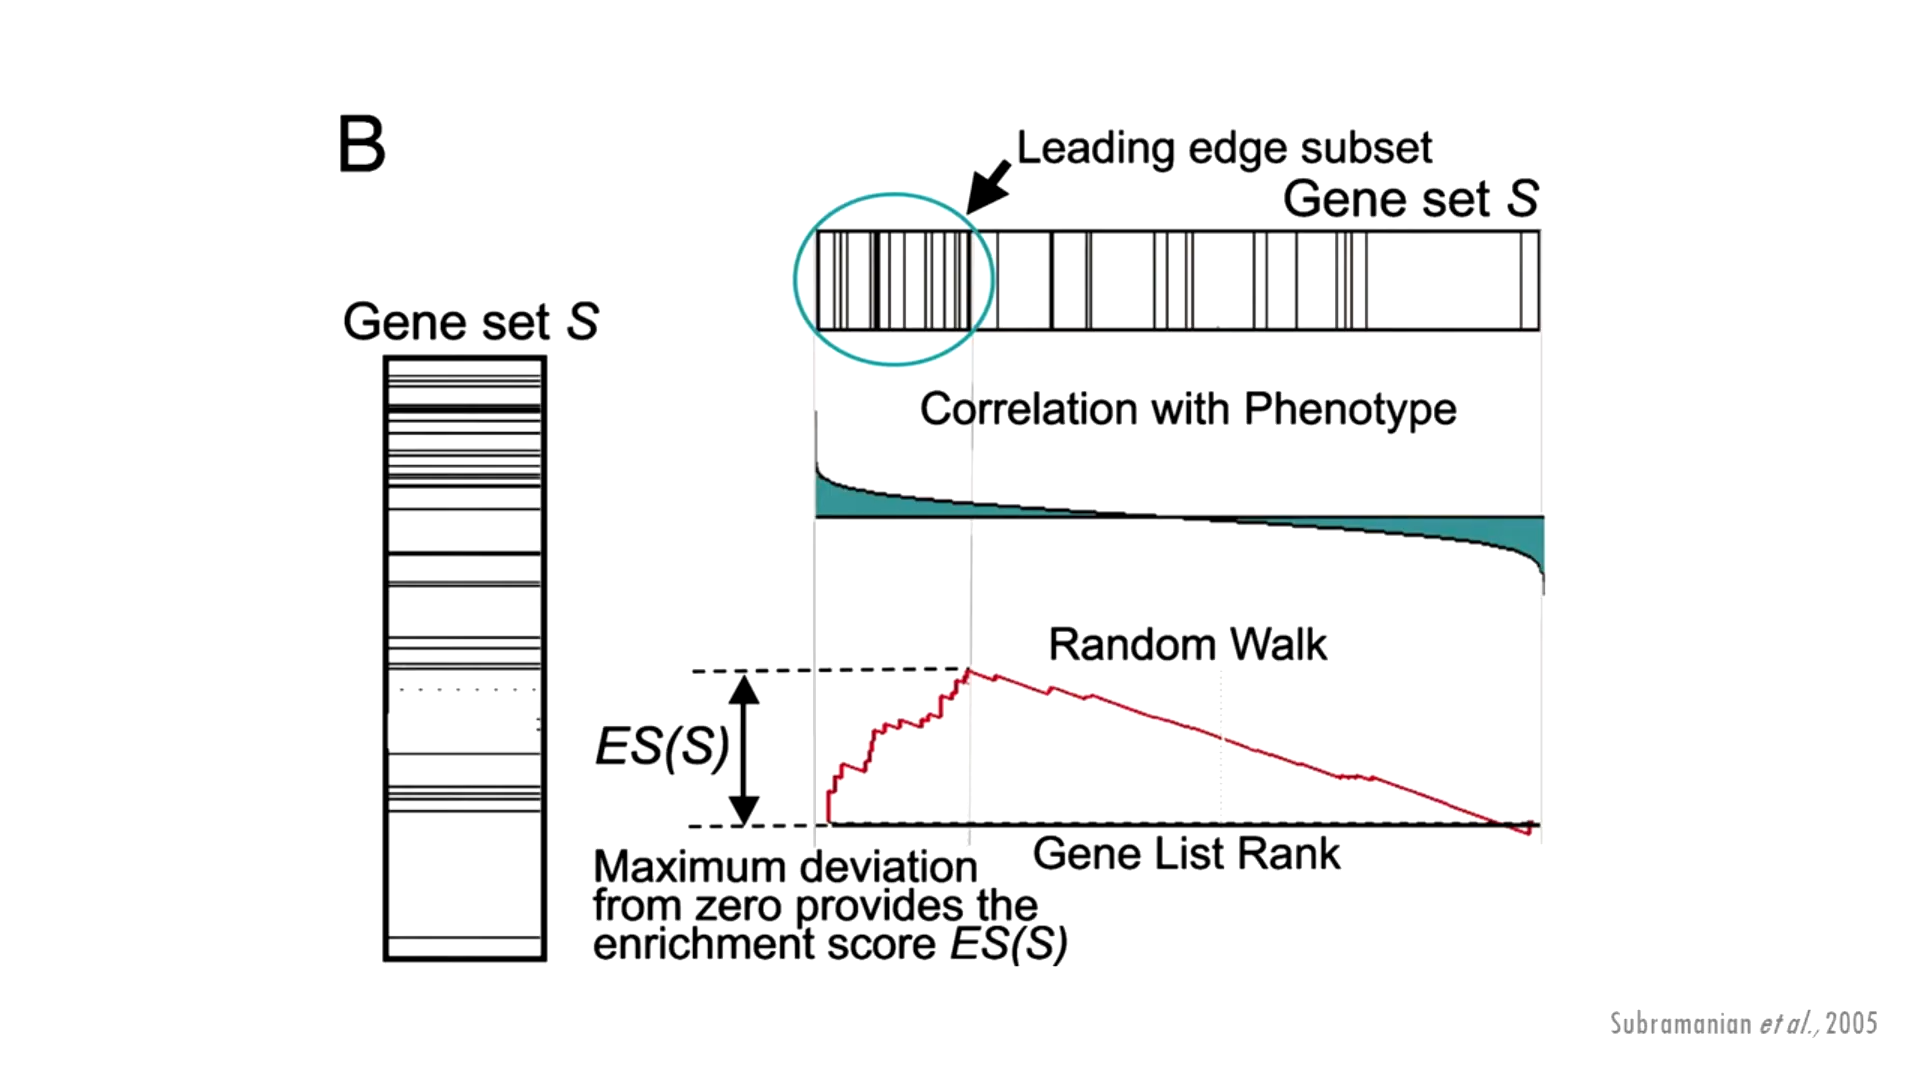 B
Leading edge subset
Gene set S
Gene set S
Correlation with Phenotype
Random Walk
ES(S)
Gene List Rank
Maximum deviation
from zero provides the
enrichment score ES(S)
Subramanian et al., 2005